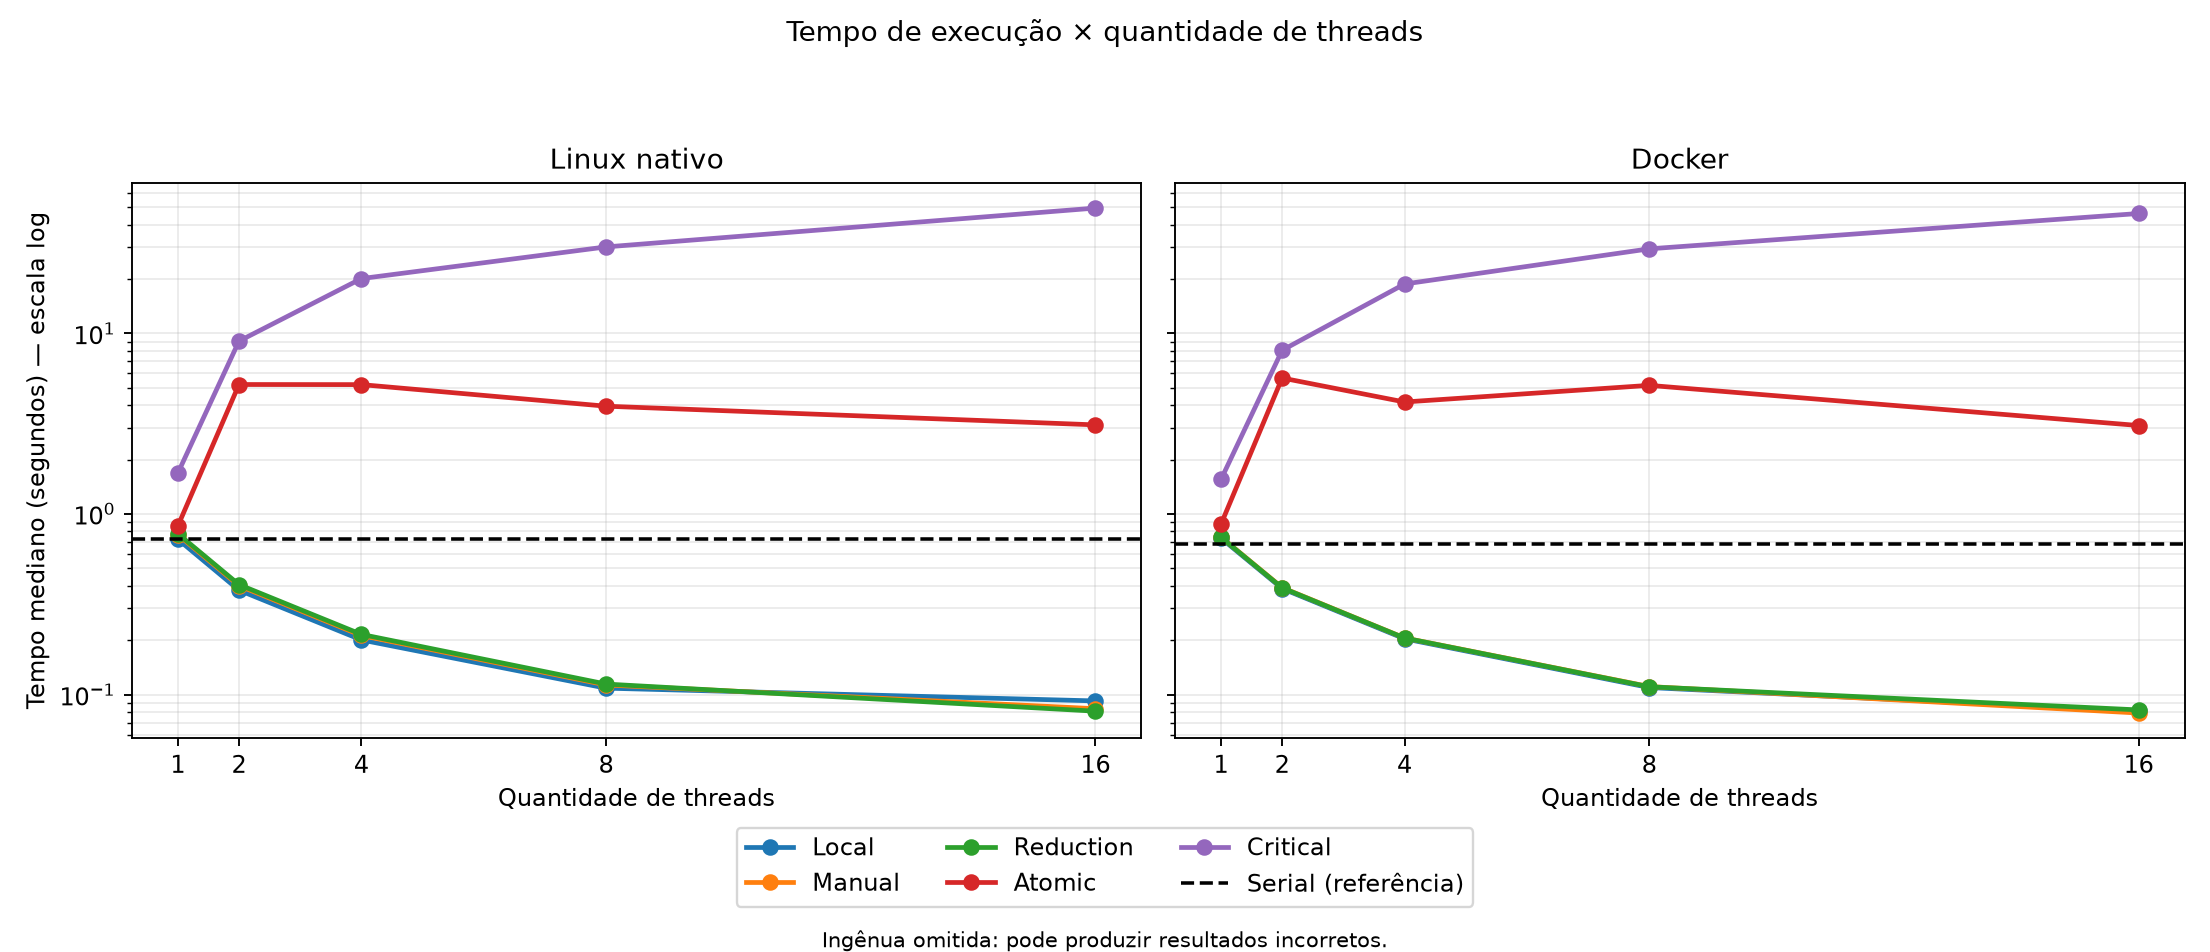 Tempo de execução × quantidade de threads
Linux nativo
Docker
Tempo mediano (segundos) — escala log
10¹
10⁰
10⁻¹
1 2 4 8 16
1 2 4 8 16
Quantidade de threads
Quantidade de threads
Local
Manual
Reduction
Atomic
Critical
Serial (referência)
Ingênua omitida: pode produzir resultados incorretos.